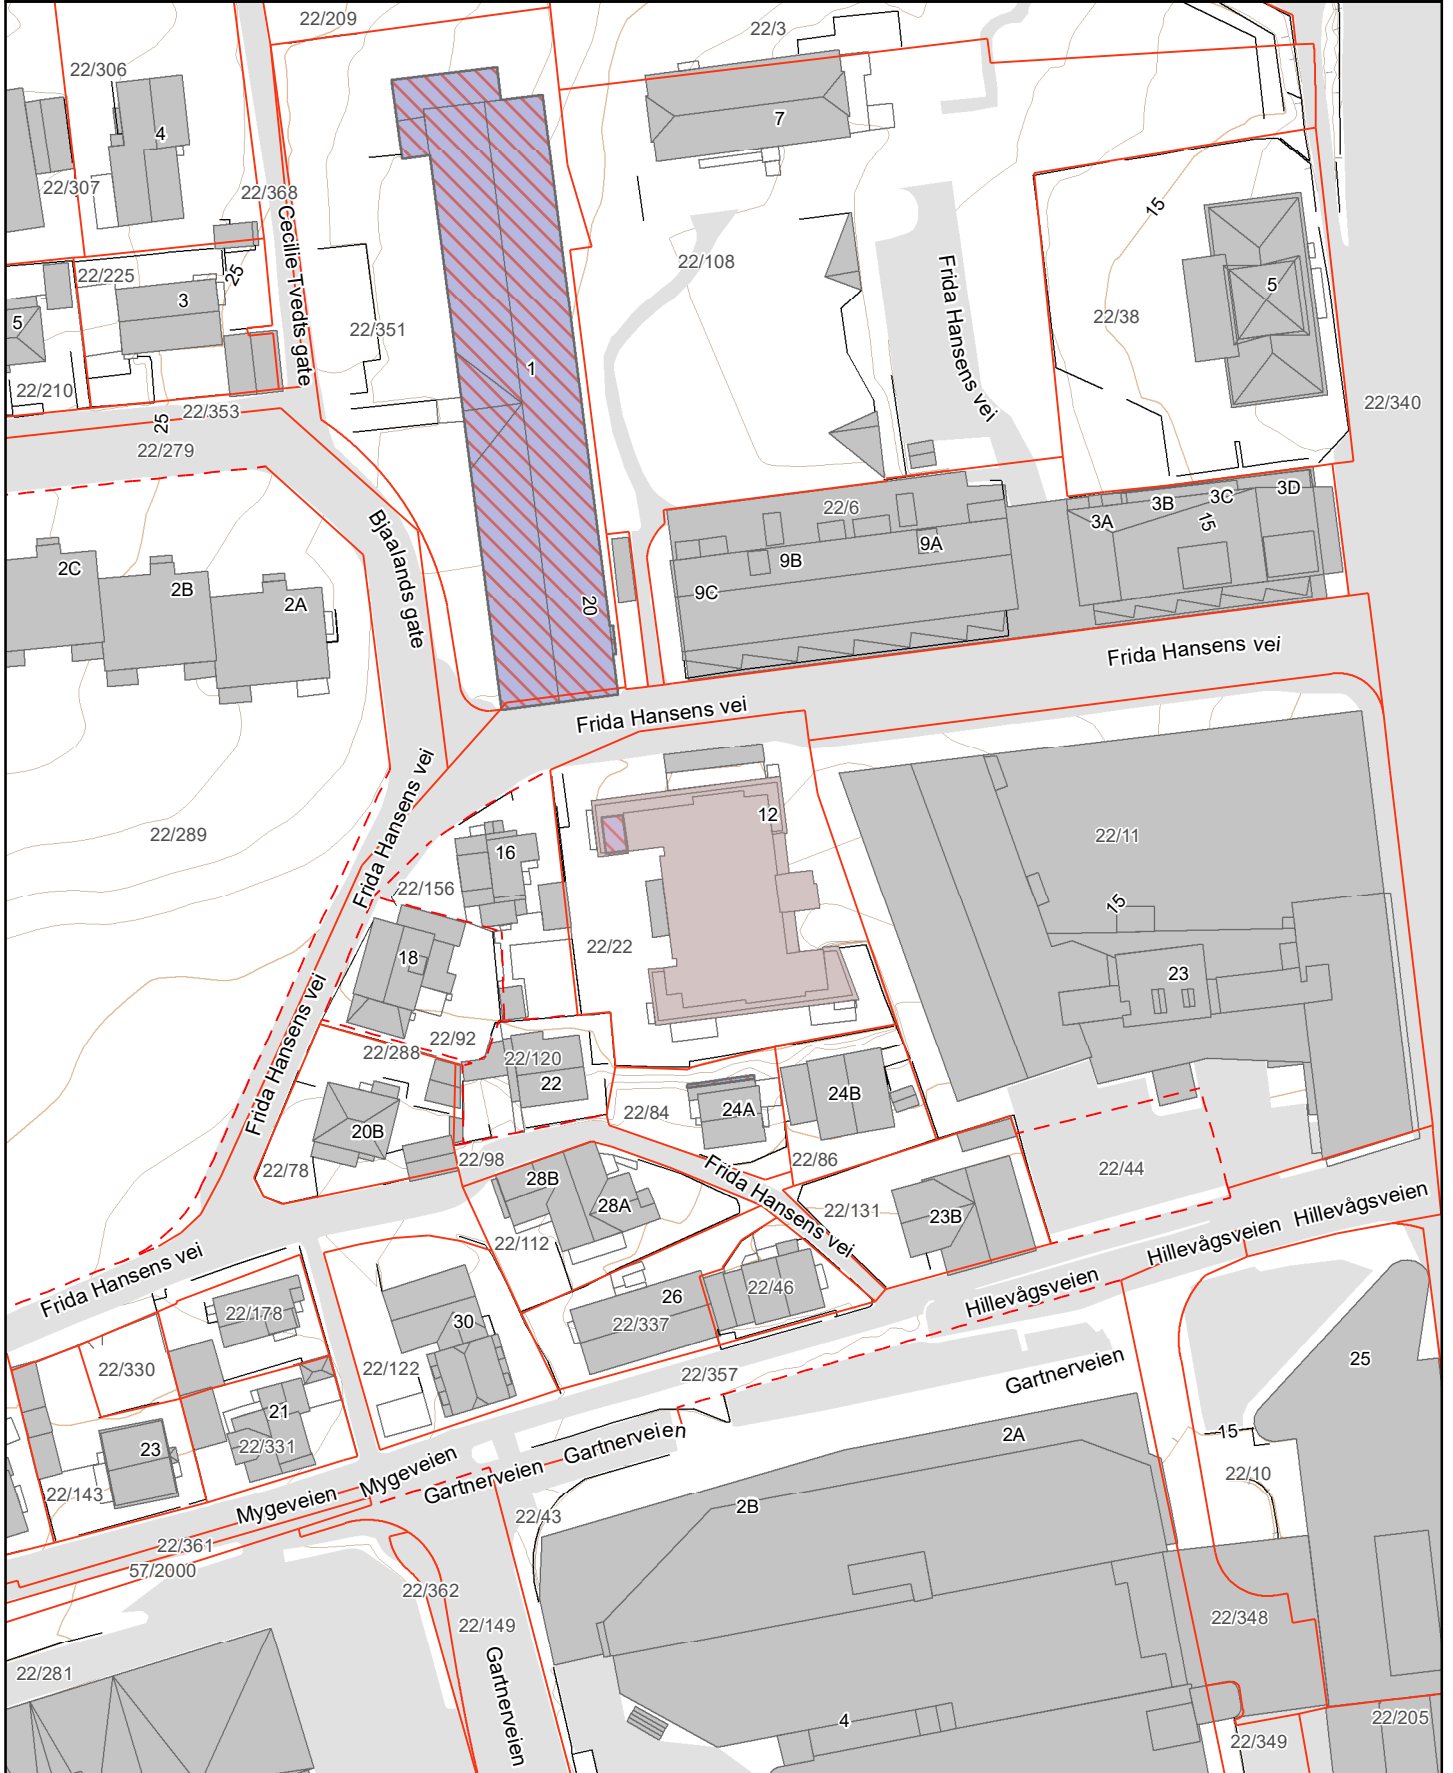 22/209
22/3
22/306
4
7
22/307
22/368
15
Cecilie Tvedts gate
22/108
22/225
25
3
Frida Hansens vei
5
5
22/351
22/38
1
22/210
22/353
25
22/340
22/279
3D
3C
3B
3A
15
22/6
Bjaalands gate
9A
9B
2C
2B
2A
9C
20
Frida Hansens vei
Frida Hansens vei
Frida Hansens vei
12
22/289
22/11
16
22/156
15
22/22
18
23
Frida Hansens vei
22/92
22/288
22/120
22
24B
22/84
24A
Frida Hansens vei
20B
22/98
22/86
22/78
28B
Frida Hansens vei
22/44
28A
22/131
23B
Hillevågsveien
22/112
Hillevågsveien
Frida Hansens vei
Hillevågsveien
22/46
26
22/178
30
22/337
22/330
22/122
22/357
25
Gartnerveien
21
22/331
23
Gartnerveien
2A
15
22/10
Mygeveien
Gartnerveien
22/143
Mygeveien
2B
22/43
22/361
57/2000
22/362
22/149
22/348
22/281
Gartnerveien
4
22/205
22/349